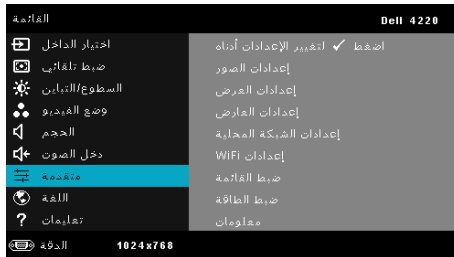 القائمة
Dell 4220
اختيار الداخل
ضبط تلقائي
السطوع/التباين
وضع الفيديو
الحجم
دخل الصوت
متقدمة
اللغة
تعليمات
اضغط ✓ لتغيير الإعدادات أدناه
إعدادات الصور
إعدادات العرض
إعدادات العارض
إعدادات الشبكة المحلية
إعدادات WiFi
ضبط القائمة
ضبط الطاقة
معلومات
الدقة 1024x768